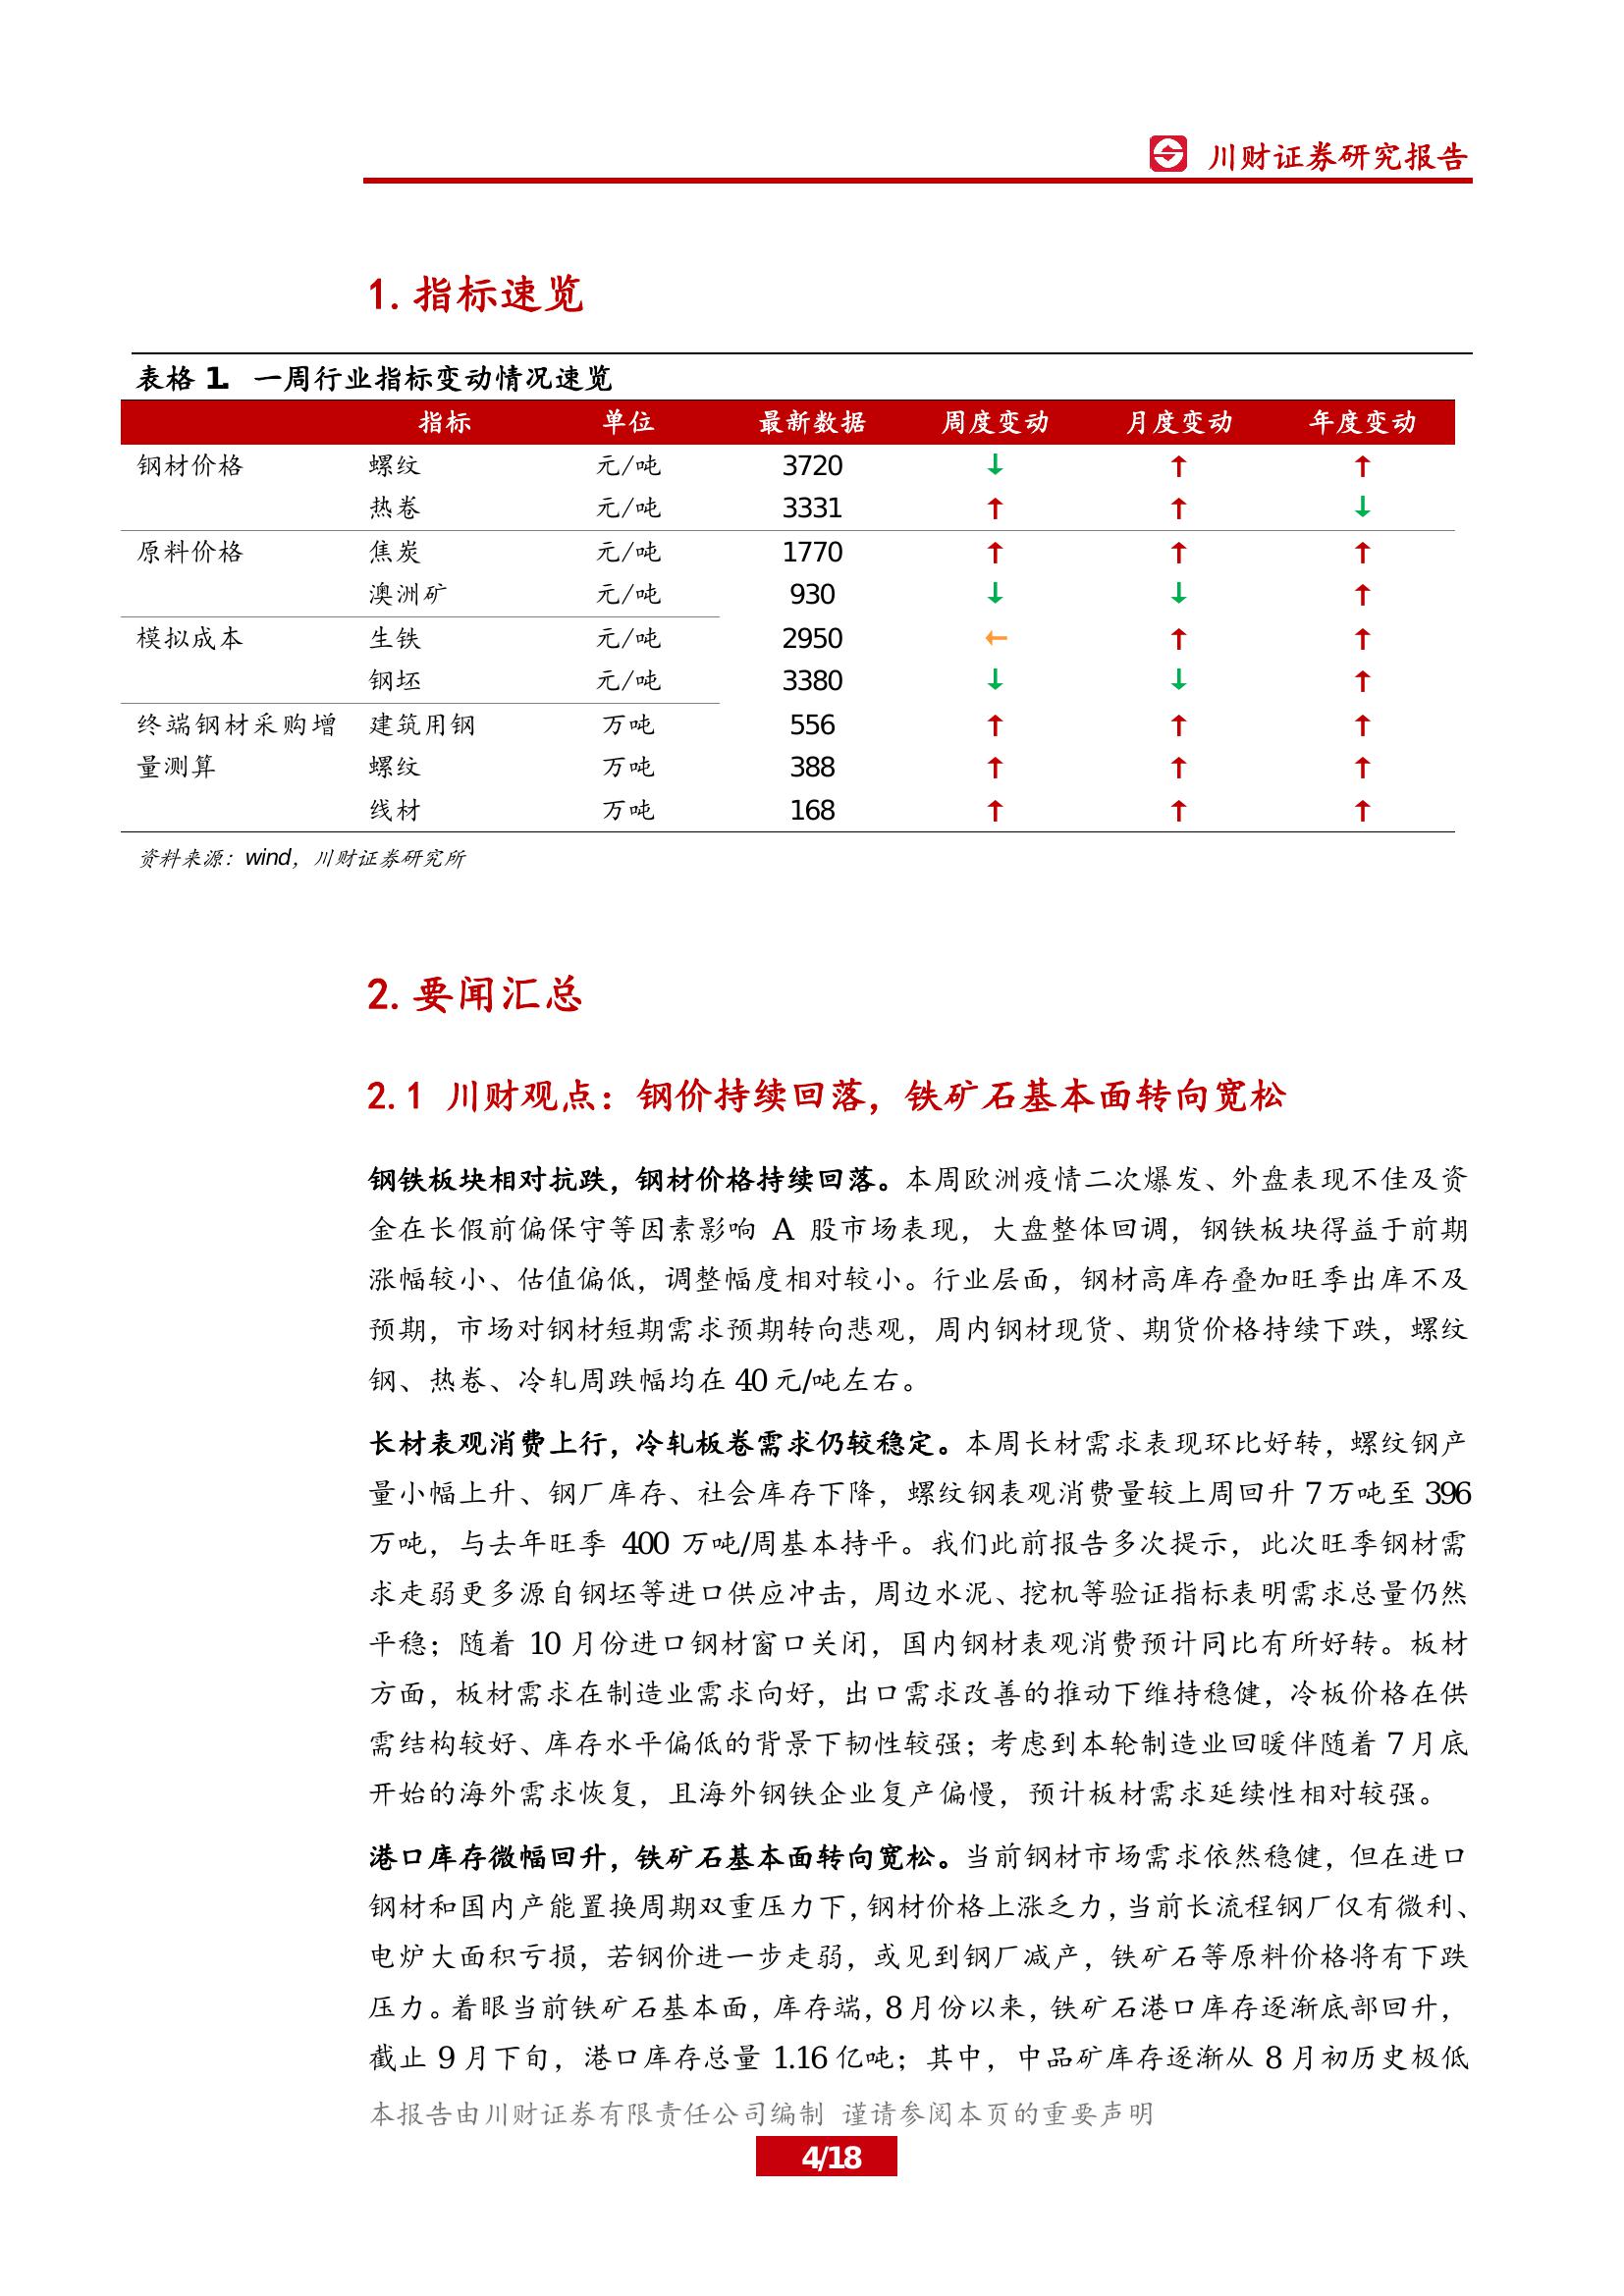 川财证券研究报告
1. 指标速览
表格 1. 一周行业指标变动情况速览
指标 单位 最新数据 周度变动 月度变动 年度变动
钢材价格 螺纹 元/吨 3720 ↓ ↑ ↑
热卷 元/吨 3331 ↑ ↑ ↓
原料价格 焦炭 元/吨 1770 ↑ ↑ ↑
澳洲矿 元/吨 930 ↓ ↓ ↑
模拟成本 生铁 元/吨 2950 ← ↑ ↑
钢坯 元/吨 3380 ↓ ↓ ↑
终端钢材采购增 建筑用钢 万吨 556 ↑ ↑ ↑
量测算 螺纹 万吨 388 ↑ ↑ ↑
线材 万吨 168 ↑ ↑ ↑
资料来源：wind，川财证券研究所
2. 要闻汇总
2.1 川财观点：钢价持续回落，铁矿石基本面转向宽松
钢铁板块相对抗跌，钢材价格持续回落。本周欧洲疫情二次爆发、外盘表现不佳及资
金在长假前偏保守等因素影响 A 股市场表现，大盘整体回调，钢铁板块得益于前期
涨幅较小、估值偏低，调整幅度相对较小。行业层面，钢材高库存叠加旺季出库不及
预期，市场对钢材短期需求预期转向悲观，周内钢材现货、期货价格持续下跌，螺纹
钢、热卷、冷轧周跌幅均在 40 元/吨左右。
长材表观消费上行，冷轧板卷需求仍较稳定。本周长材需求表现环比好转，螺纹钢产
量小幅上升、钢厂库存、社会库存下降，螺纹钢表观消费量较上周回升 7 万吨至 396
万吨，与去年旺季 400 万吨/周基本持平。我们此前报告多次提示，此次旺季钢材需
求走弱更多源自钢坯等进口供应冲击，周边水泥、挖机等验证指标表明需求总量仍然
平稳；随着 10 月份进口钢材窗口关闭，国内钢材表观消费预计同比有所好转。板材
方面，板材需求在制造业需求向好，出口需求改善的推动下维持稳健，冷板价格在供
需结构较好、库存水平偏低的背景下韧性较强；考虑到本轮制造业回暖伴随着 7 月底
开始的海外需求恢复，且海外钢铁企业复产偏慢，预计板材需求延续性相对较强。
港口库存微幅回升，铁矿石基本面转向宽松。当前钢材市场需求依然稳健，但在进口
钢材和国内产能置换周期双重压力下，钢材价格上涨乏力，当前长流程钢厂仅有微利、
电炉大面积亏损，若钢价进一步走弱，或见到钢厂减产，铁矿石等原料价格将有下跌
压力。着眼当前铁矿石基本面，库存端，8 月份以来，铁矿石港口库存逐渐底部回升，
截止 9 月下旬，港口库存总量 1.16 亿吨；其中，中品矿库存逐渐从 8 月初历史极低
本报告由川财证券有限责任公司编制 谨请参阅本页的重要声明
4/18